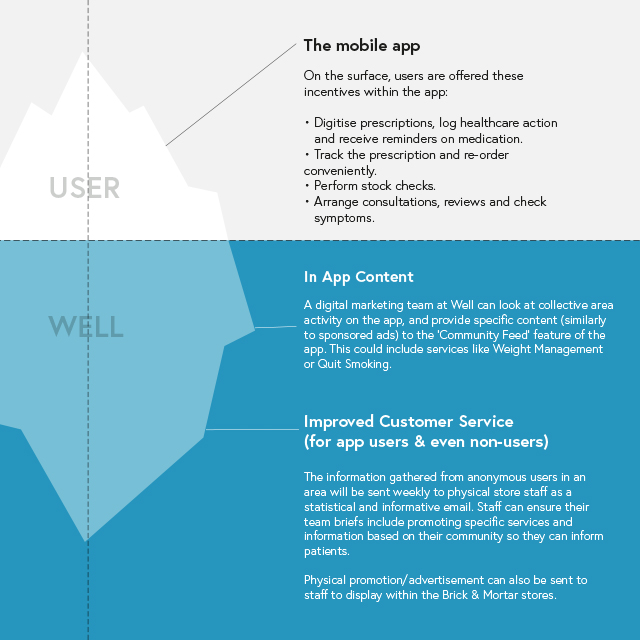 The mobile app
On the surface, users are offered these
incentives within the app:
• Digitise prescriptions, log healthcare action
and receive reminders on medication.
• Track the prescription and re-order
conveniently.
• Perform stock checks.
• Arrange consultations, reviews and check
symptoms.
USER
In App Content
A digital marketing team at Well can look at collective area
activity on the app, and provide specific content (similarly
to sponsored ads) to the 'Community Feed' feature of the
app. This could include services like Weight Management
or Quit Smoking.
WELL
Improved Customer Service
(for app users & even non-users)
The information gathered from anonymous users in an
area will be sent weekly to physical store staff as a
statistical and informative email. Staff can ensure their
team briefs include promoting specific services and
information based on their community so they can inform
patients.
Physical promotion/advertisement can also be sent to
staff to display within the Brick & Mortar stores.